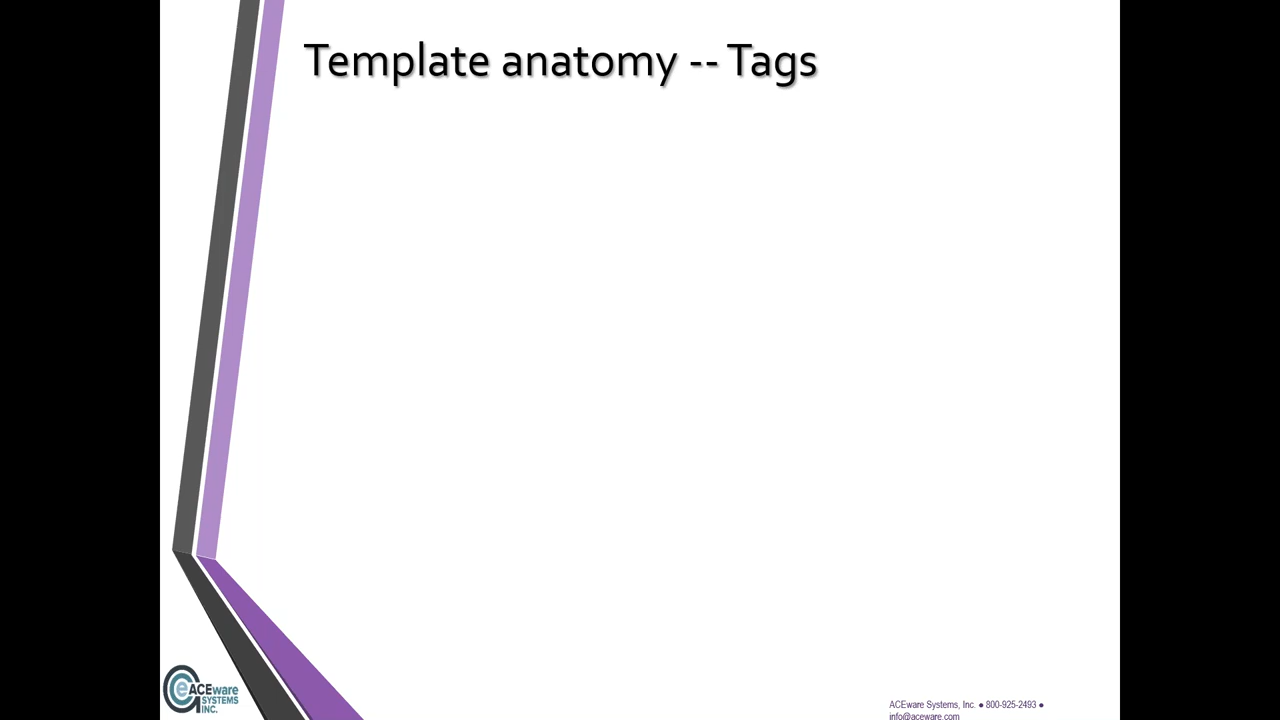 Template anatomy -- Tags
ACEware
SYSTEMS
INC.
ACEware Systems, Inc. ● 800-925-2493 ●
info@aceware.com